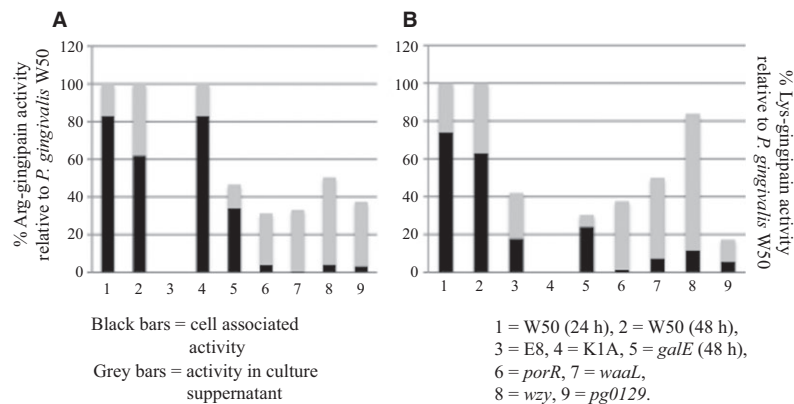 A
% Arg-gingipain activity
relative to P. gingivalis W50
120
100
80
60
40
20
0
1 2 3 4 5 6 7 8 9
Black bars = cell associated
activity
Grey bars = activity in culture
suppernatant
B
120
100
80
60
40
20
0
1 2 3 4 5 6 7 8 9
% Lys-gingipain activity
relative to P. gingivalis W50
1 = W50 (24 h), 2 = W50 (48 h),
3 = E8, 4 = K1A, 5 = galE (48 h),
6 = porR, 7 = waaL,
8 = wzy, 9 = pg0129.